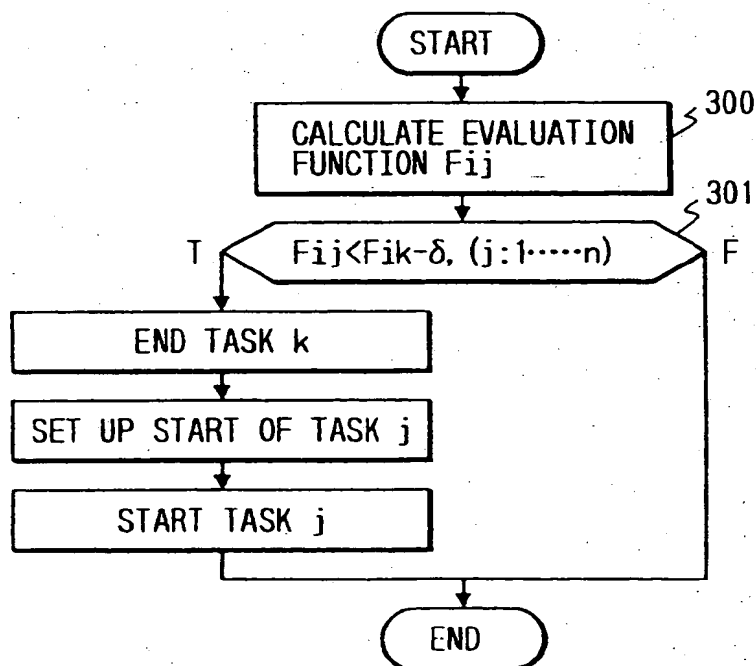 START
300
CALCULATE EVALUATION
FUNCTION Fij
301
T
Fij<Fik-δ, (j:1·····n)
F
END TASK k
SET UP START OF TASK j
START TASK j
END